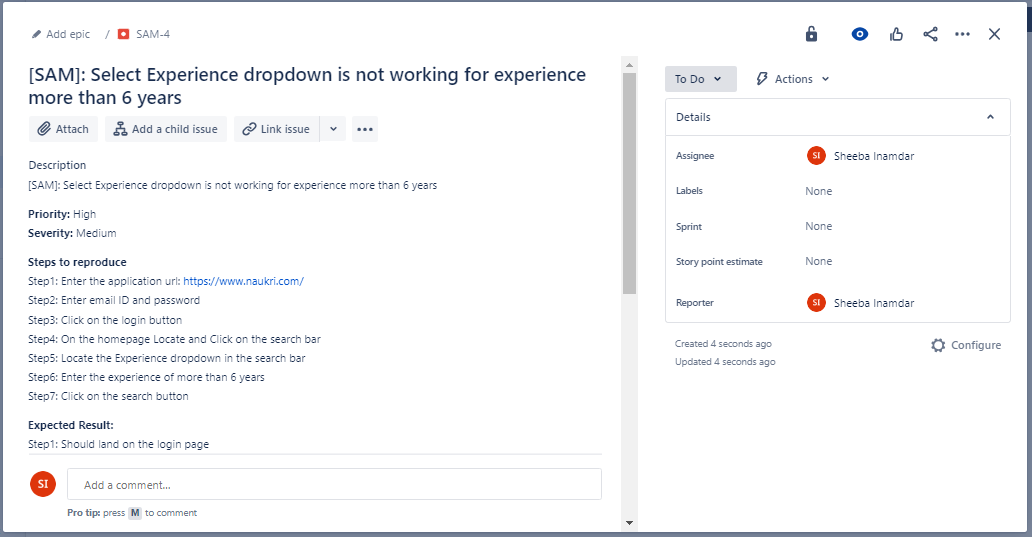 Add epic / SAM-4
[SAM]: Select Experience dropdown is not working for experience
more than 6 years
Attach Add a child issue Link issue
Description
[SAM]: Select Experience dropdown is not working for experience more than 6 years
Priority: High
Severity: Medium
Steps to reproduce
Step1: Enter the application url: https://www.naukri.com/
Step2: Enter email ID and password
Step3: Click on the login button
Step4: On the homepage Locate and Click on the search bar
Step5: Locate the Experience dropdown in the search bar
Step6: Enter the experience of more than 6 years
Step7: Click on the search button
Expected Result:
Step1: Should land on the login page
SI Add a comment...
Pro tip: press M to comment
To Do Actions
Details
Assignee SI Sheeba Inamdar
Labels None
Sprint None
Story point estimate None
Reporter SI Sheeba Inamdar
Created 4 seconds ago
Updated 4 seconds ago
Configure